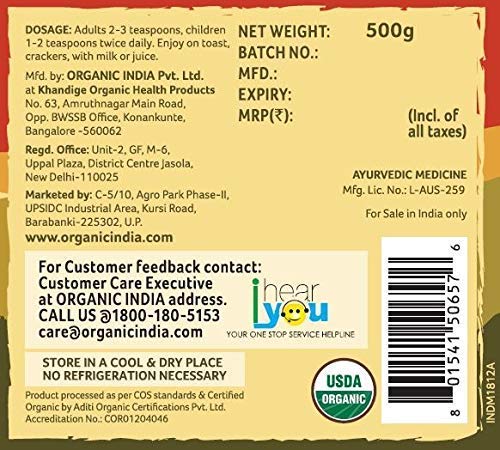 DOSAGE: Adults 2-3 teaspoons, children
1-2 teaspoons twice daily. Enjoy on toast,
crackers, with milk or juice.
Mfd. by: ORGANIC INDIA Pvt. Ltd.
at Khandige Organic Health Products
No. 63, Amruthnagar Main Road,
Opp. BWSSB Office, Konankunte,
Bangalore -560062
Regd. Office: Unit-2, GF, M-6,
Uppal Plaza, District Centre Jasola,
New Delhi-110025
Marketed by: C-5/10, Agro Park Phase-II,
UPSIDC Industrial Area, Kursi Road,
Barabanki-225302, U.P.
www.organicindia.com
NET WEIGHT: 500g
BATCH NO.:
MFD.:
EXPIRY:
MRP(₹): (Incl. of
all taxes)
AYURVEDIC MEDICINE
Mfg. Lic. No.: L-AUS-259
For Sale in India only
For Customer feedback contact:
Customer Care Executive
at ORGANIC INDIA address.
CALL US @1800-180-5153
care@organicindia.com
i hear
you
YOUR ONE STOP SERVICE HELPLINE
STORE IN A COOL & DRY PLACE
NO REFRIGERATION NECESSARY
Product processed as per COS standards & Certified
Organic by Aditi Organic Certifications Pvt. Ltd.
Accreditation No.: COR01204046
USDA
ORGANIC
8 01541 50657 6
INDM1812A